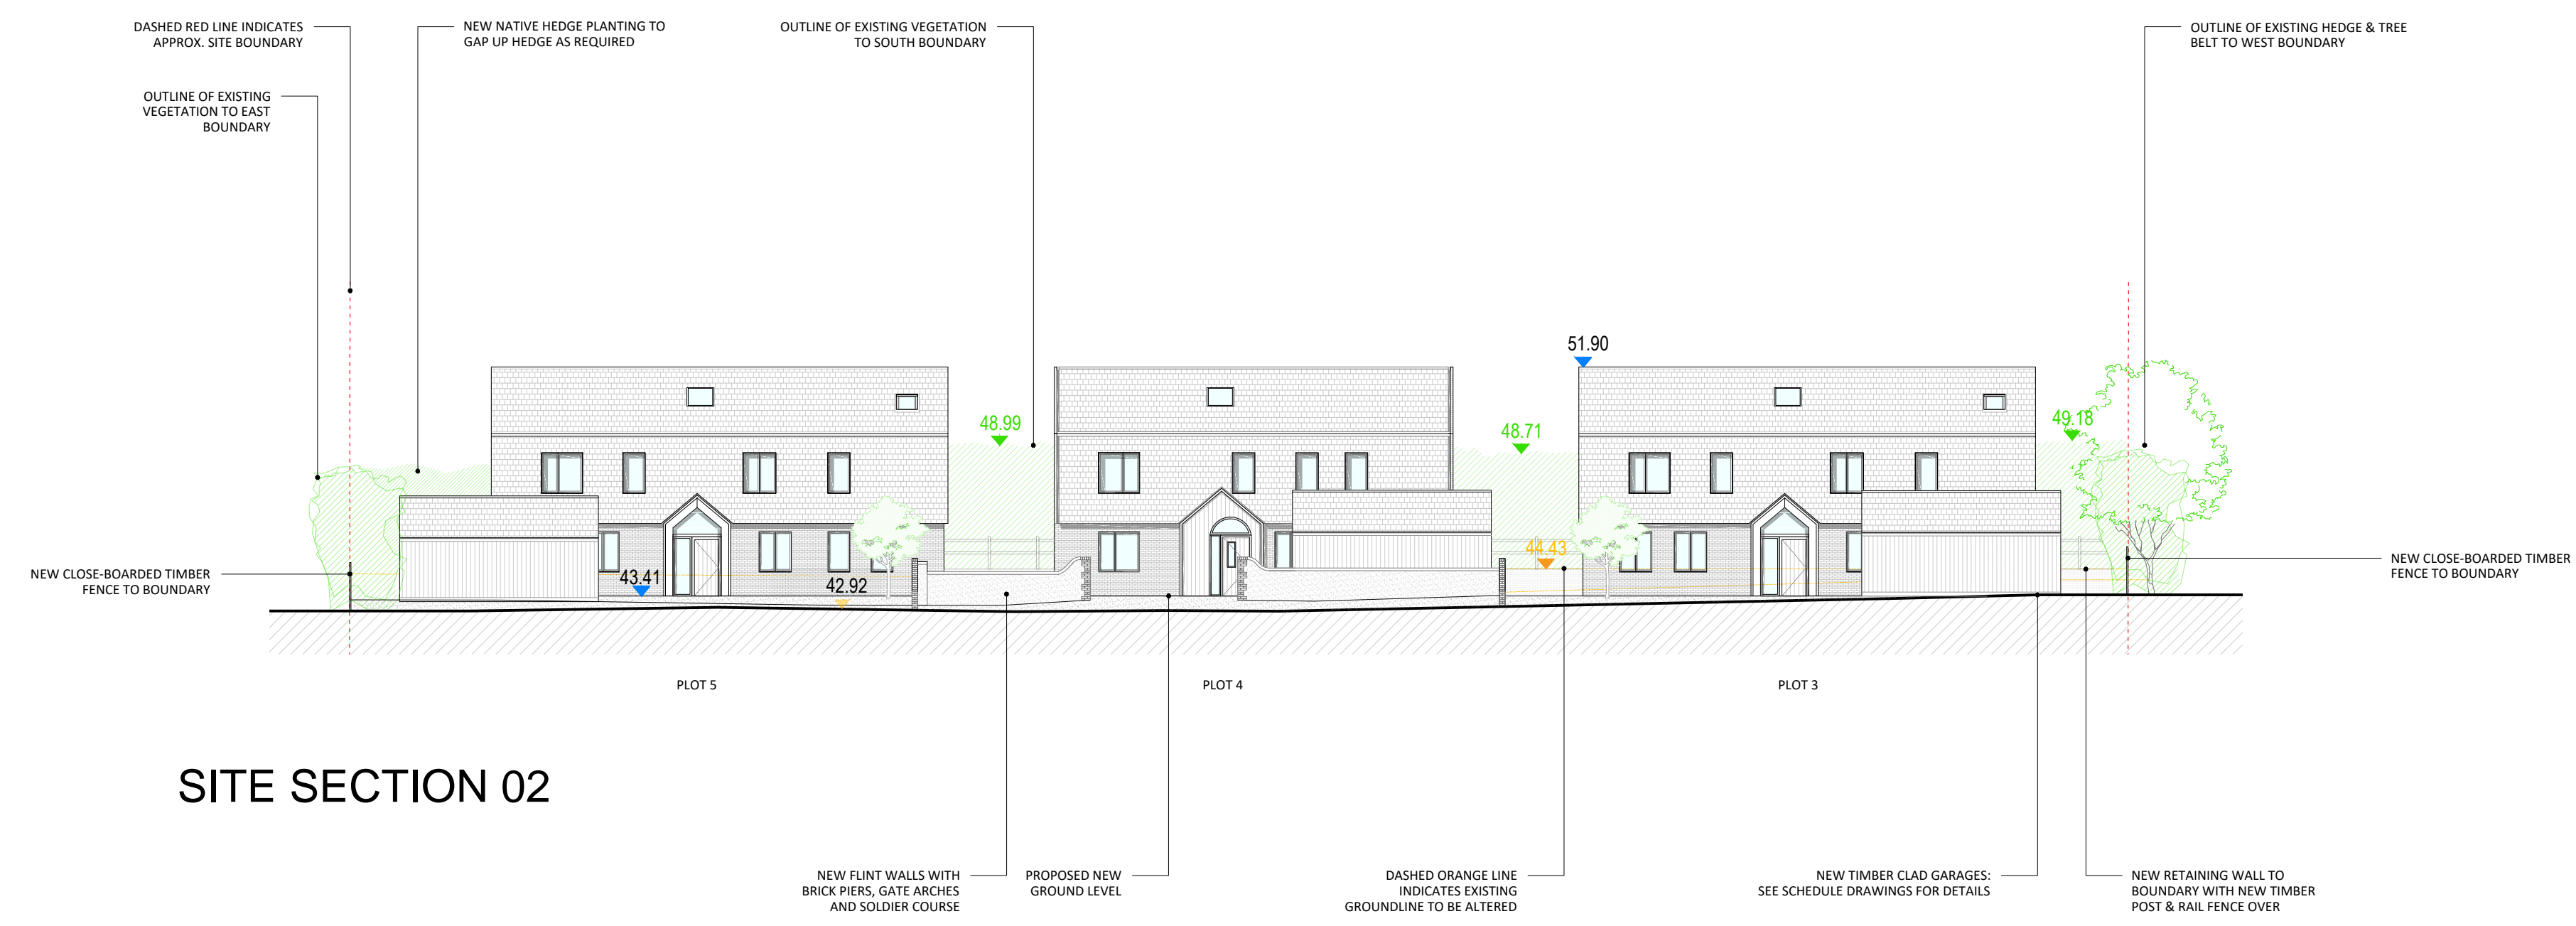 DASHED RED LINE INDICATES
APPROX. SITE BOUNDARY
NEW NATIVE HEDGE PLANTING TO
GAP UP HEDGE AS REQUIRED
OUTLINE OF EXISTING VEGETATION
TO SOUTH BOUNDARY
OUTLINE OF EXISTING HEDGE & TREE
BELT TO WEST BOUNDARY
OUTLINE OF EXISTING
VEGETATION TO EAST
BOUNDARY
51.90
48.99
48.71
49.18
44.43
43.41
42.92
NEW CLOSE-BOARDED TIMBER
FENCE TO BOUNDARY
NEW CLOSE-BOARDED TIMBER
FENCE TO BOUNDARY
PLOT 5
PLOT 4
PLOT 3
SITE SECTION 02
NEW FLINT WALLS WITH
BRICK PIERS, GATE ARCHES
AND SOLDIER COURSE
PROPOSED NEW
GROUND LEVEL
DASHED ORANGE LINE
INDICATES EXISTING
GROUNDLINE TO BE ALTERED
NEW TIMBER CLAD GARAGES:
SEE SCHEDULE DRAWINGS FOR DETAILS
NEW RETAINING WALL TO
BOUNDARY WITH NEW TIMBER
POST & RAIL FENCE OVER